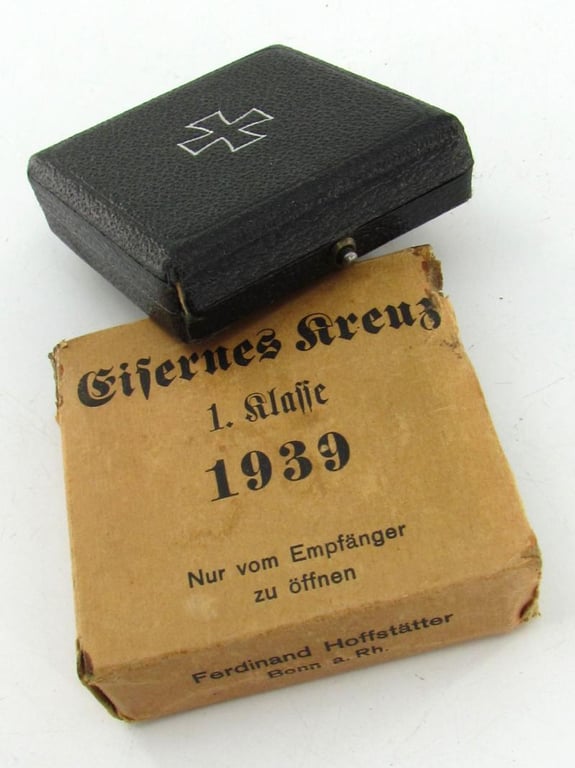 Eisernes Kreuz
1. Klasse
1939
Nur vom Empfänger
zu öffnen
Ferdinand Hoffstätter
Bonn a. Rh.